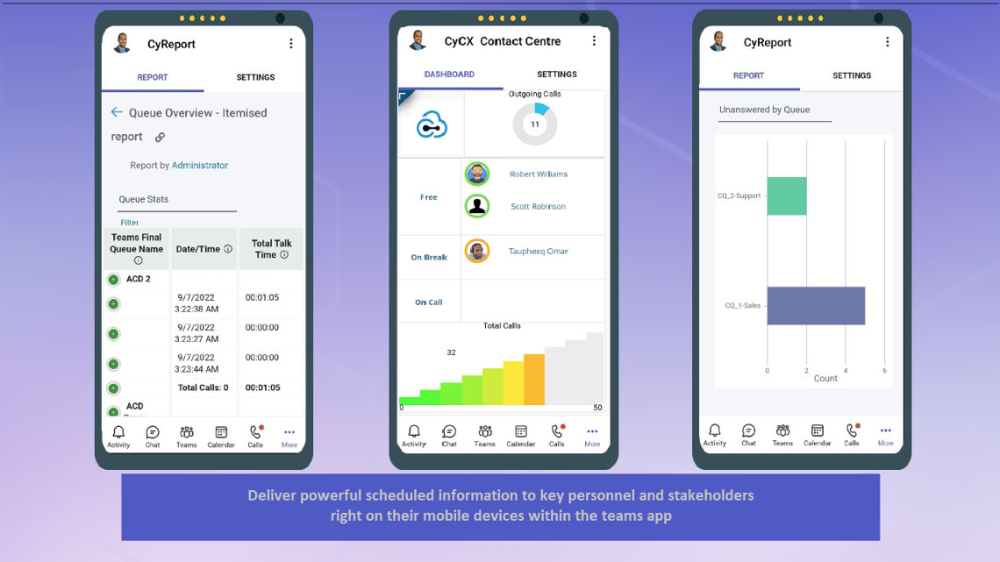 CyReport
REPORT
SETTINGS
Queue Overview - Itemised
report
Report by Administrator
Queue Stats
Filter
Teams Final
Queue Name
Date/Time
Total Talk
Time
ACD 2
9/7/2022
3:22:38 AM
00:01:05
9/7/2022
3:23:27 AM
00:00:00
9/7/2022
3:23:44 AM
00:00:00
Total Calls: 0
00:01:05
ACD
Activity
Chat
Teams
Calendar
Calls
More
CyCX Contact Centre
DASHBOARD
SETTINGS
Outgoing Calls
11
Free
Robert Williams
Scott Robinson
On Break
Taupheeq Omar
On Call
Total Calls
32
0
50
Activity
Chat
Teams
Calendar
Calls
More
CyReport
REPORT
SETTINGS
Unanswered by Queue
CQ_2-Support
CQ_1-Sales
0 2 4 6
Count
Activity
Chat
Teams
Calendar
Calls
More
Deliver powerful scheduled information to key personnel and stakeholders
right on their mobile devices within the teams app